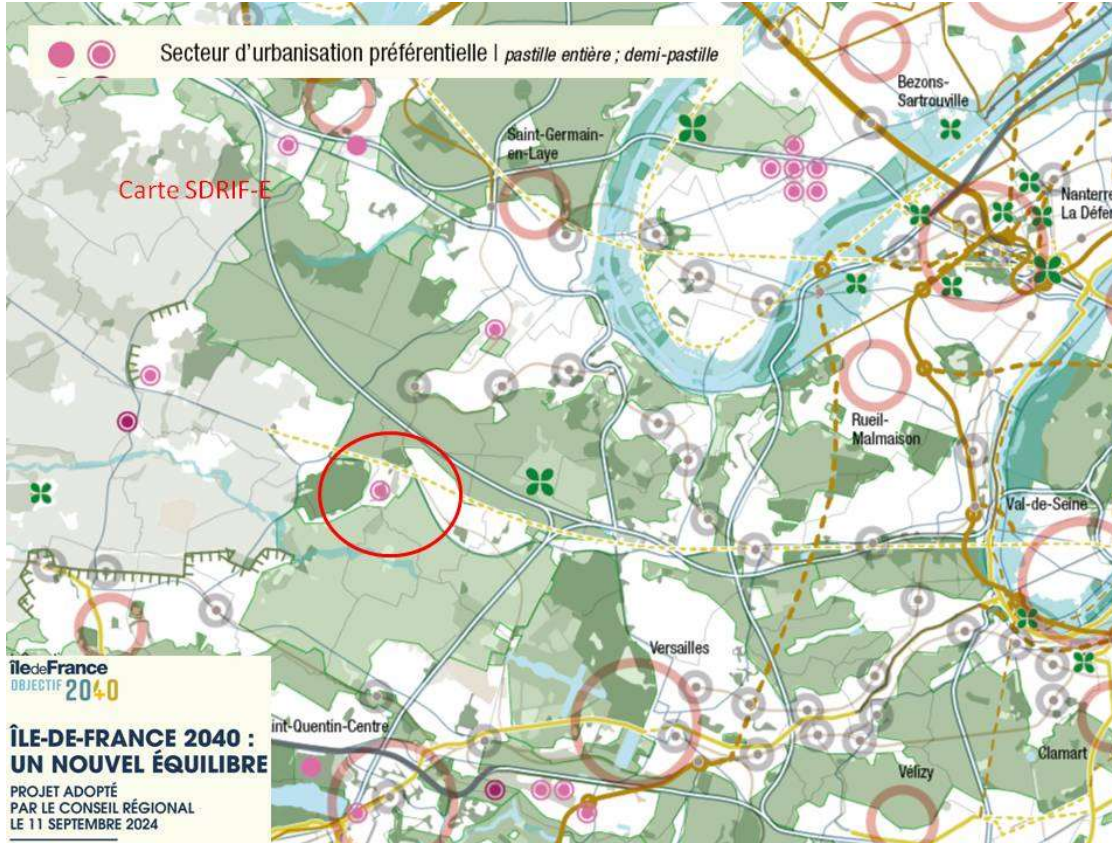 Secteur d'urbanisation préférentielle | pastille entière ; demi-pastille
Bezons-
Sartrouville
Saint-Germain-
en-Laye
Carte SDRIF-E
Nanterre
La Défen
Rueil-
Malmaison
Val-de-Seine
Versailles
int-Quentin-Centre
Vélizy
Clamart
îledeFrance
OBJECTIF 2040
ÎLE-DE-FRANCE 2040 :
UN NOUVEL ÉQUILIBRE
PROJET ADOPTÉ
PAR LE CONSEIL RÉGIONAL
LE 11 SEPTEMBRE 2024